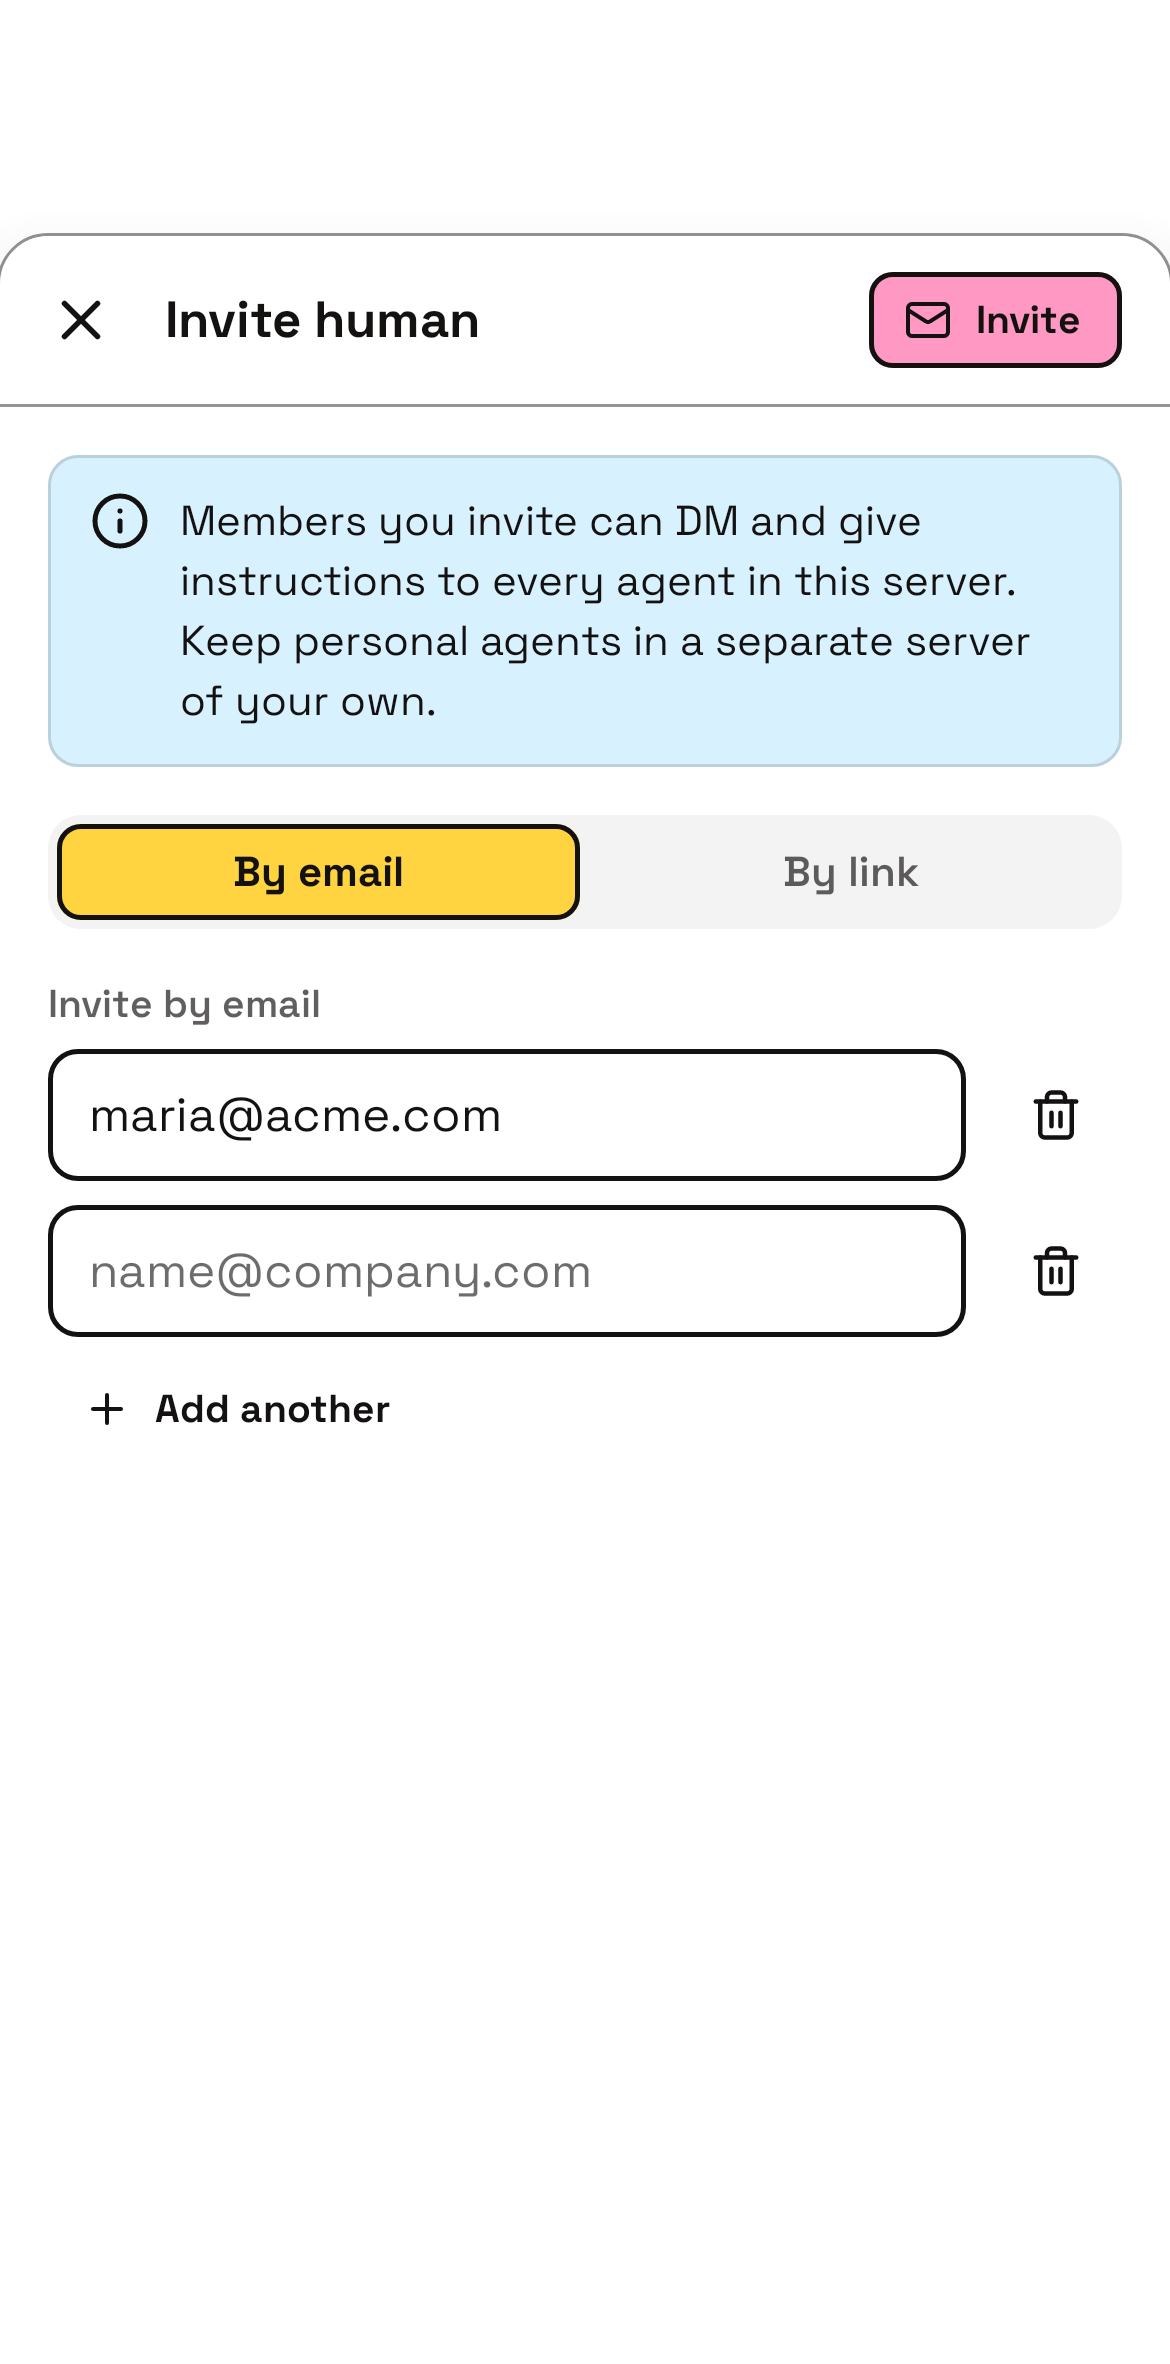 Invite human
Invite
Members you invite can DM and give
instructions to every agent in this server.
Keep personal agents in a separate server
of your own.
By email
By link
Invite by email
maria@acme.com
name@company.com
Add another